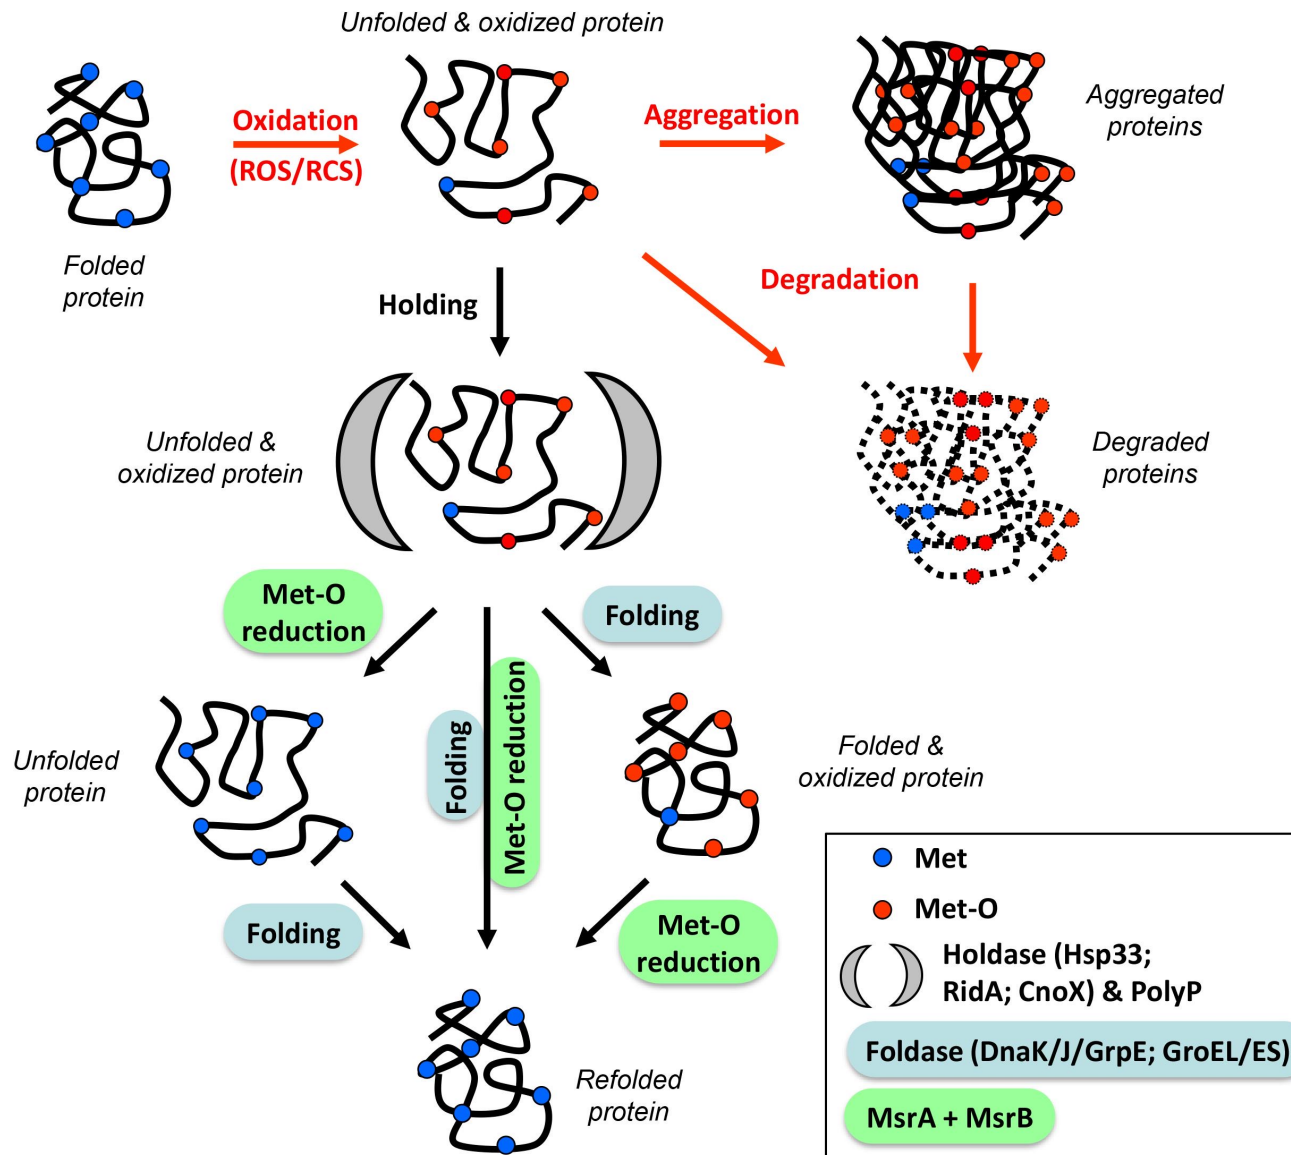 Unfolded & oxidized protein
Oxidation
(ROS/RCS)
Aggregation
Aggregated
proteins
Folded
protein
Holding
Degradation
Unfolded &
oxidized protein
Degraded
proteins
Met-O
reduction
Folding
Folding
Met-O reduction
Unfolded
protein
Folded &
oxidized protein
Folding
Met-O
reduction
Refolded
protein
Met
Met-O
Holdase (Hsp33;
RidA; CnoX) & PolyP
Foldase (DnaK/J/GrpE; GroEL/ES)
MsrA + MsrB